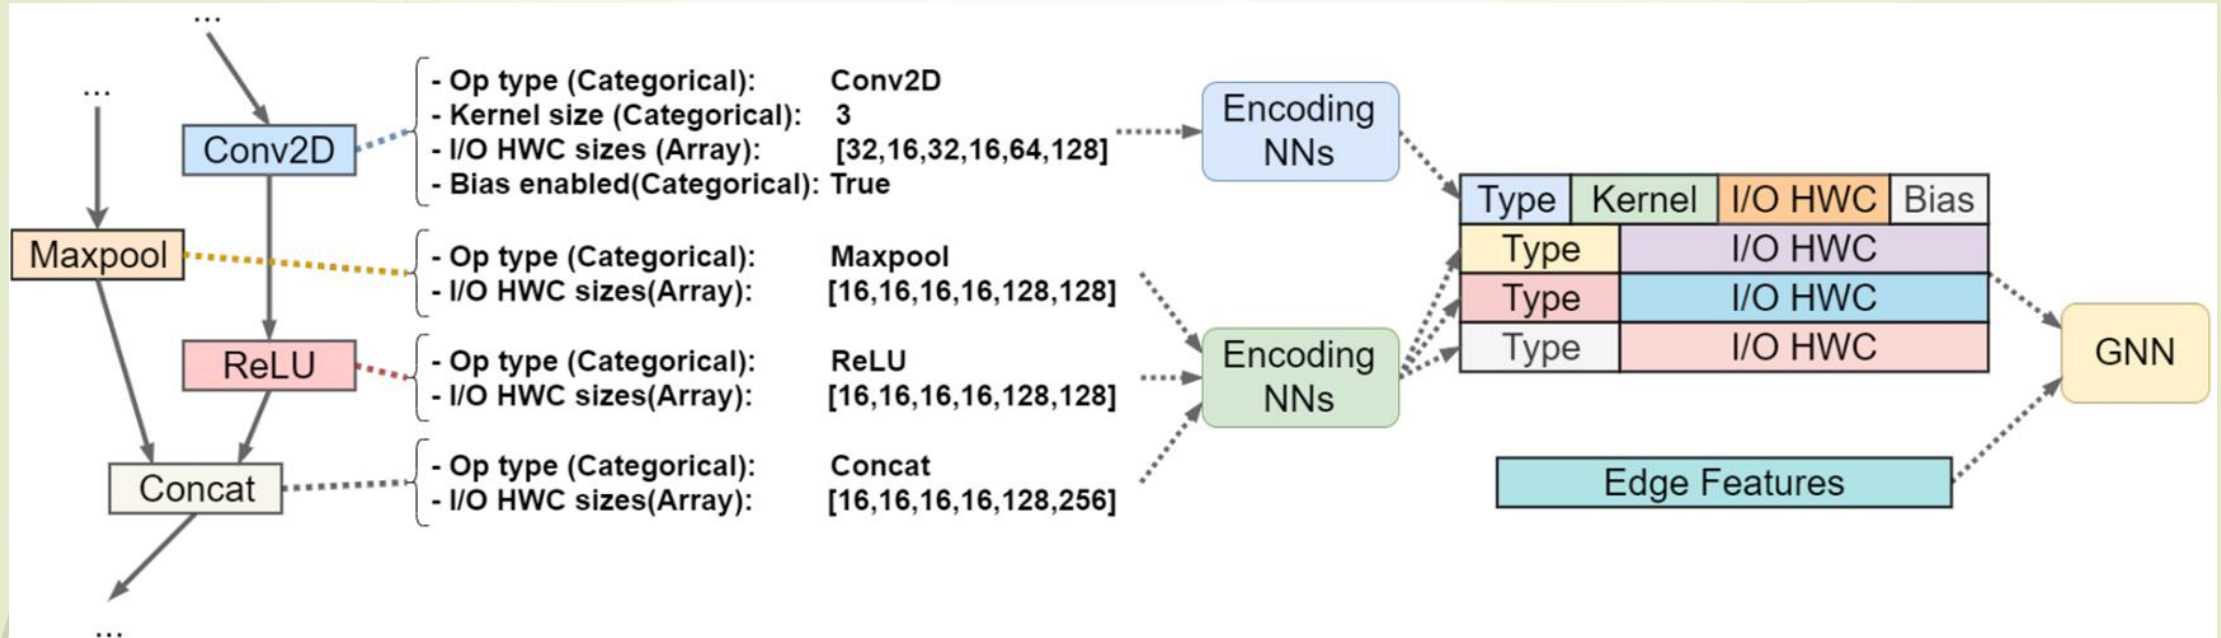 ...
...
Conv2D
Maxpool
ReLU
Concat
...
- Op type (Categorical): Conv2D
- Kernel size (Categorical): 3
- I/O HWC sizes (Array): [32,16,32,16,64,128]
- Bias enabled(Categorical): True
- Op type (Categorical): Maxpool
- I/O HWC sizes(Array): [16,16,16,16,128,128]
- Op type (Categorical): ReLU
- I/O HWC sizes(Array): [16,16,16,16,128,128]
- Op type (Categorical): Concat
- I/O HWC sizes(Array): [16,16,16,16,128,256]
Encoding
NNs
Encoding
NNs
Type Kernel I/O HWC Bias
Type I/O HWC
Type I/O HWC
Type I/O HWC
Edge Features
GNN